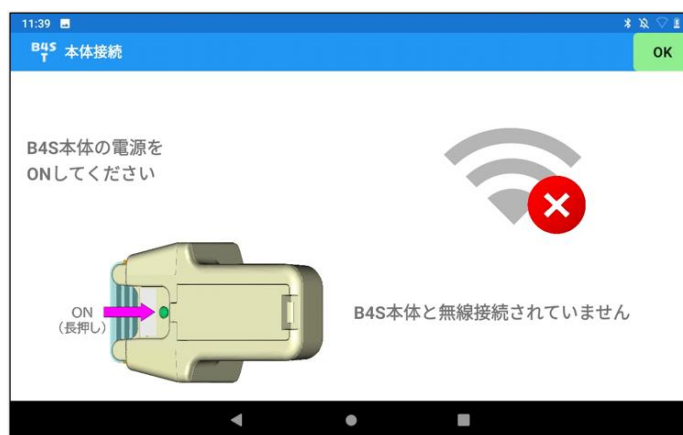 11:39
B4S
T
本体接続
OK
B4S本体の電源を
ONしてください
ON
(長押し)
B4S本体と無線接続されていません